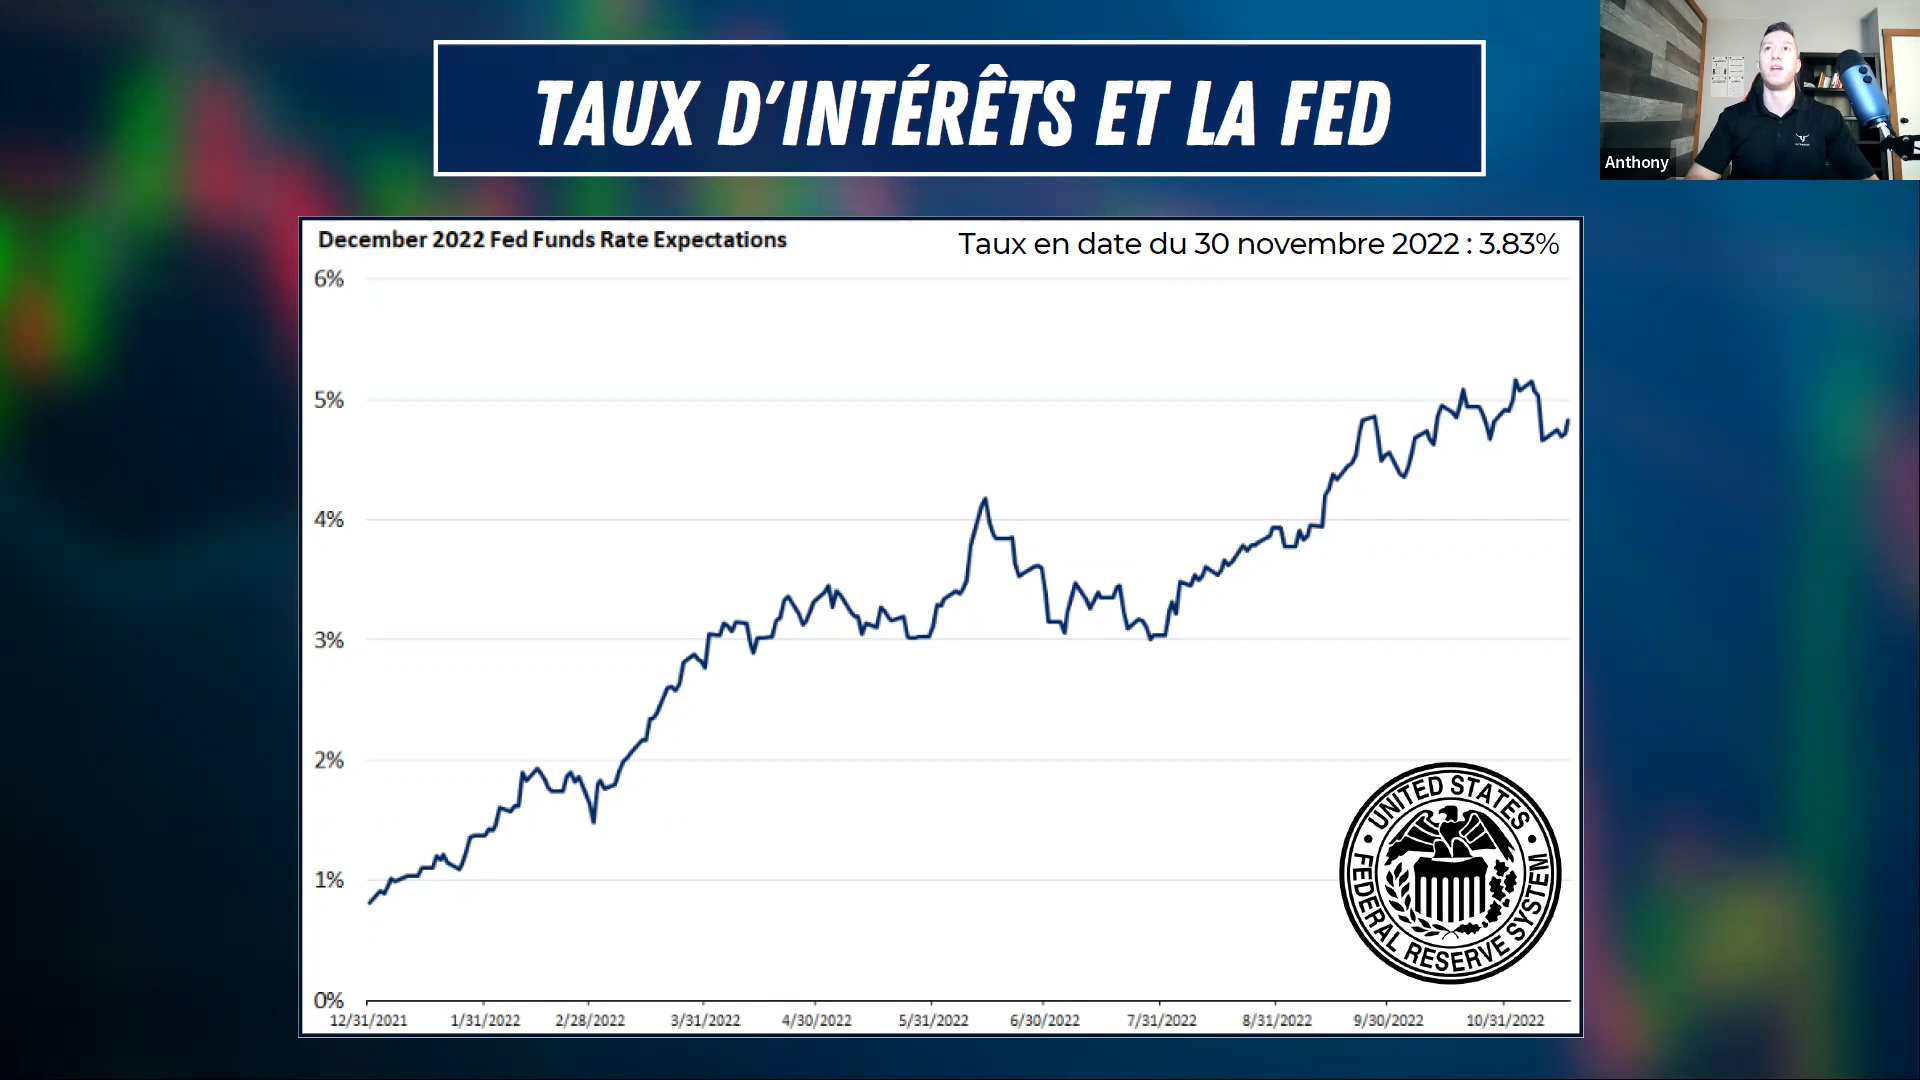 TAUX D'INTÉRÊTS ET LA FED
Anthony
December 2022 Fed Funds Rate Expectations
Taux en date du 30 novembre 2022 : 3.83%
6%
5%
4%
3%
2%
1%
0%
12/31/2021 1/31/2022 2/28/2022 3/31/2022 4/30/2022 5/31/2022 6/30/2022 7/31/2022 8/31/2022 9/30/2022 10/31/2022
UNITED STATES
FEDERAL RESERVE SYSTEM